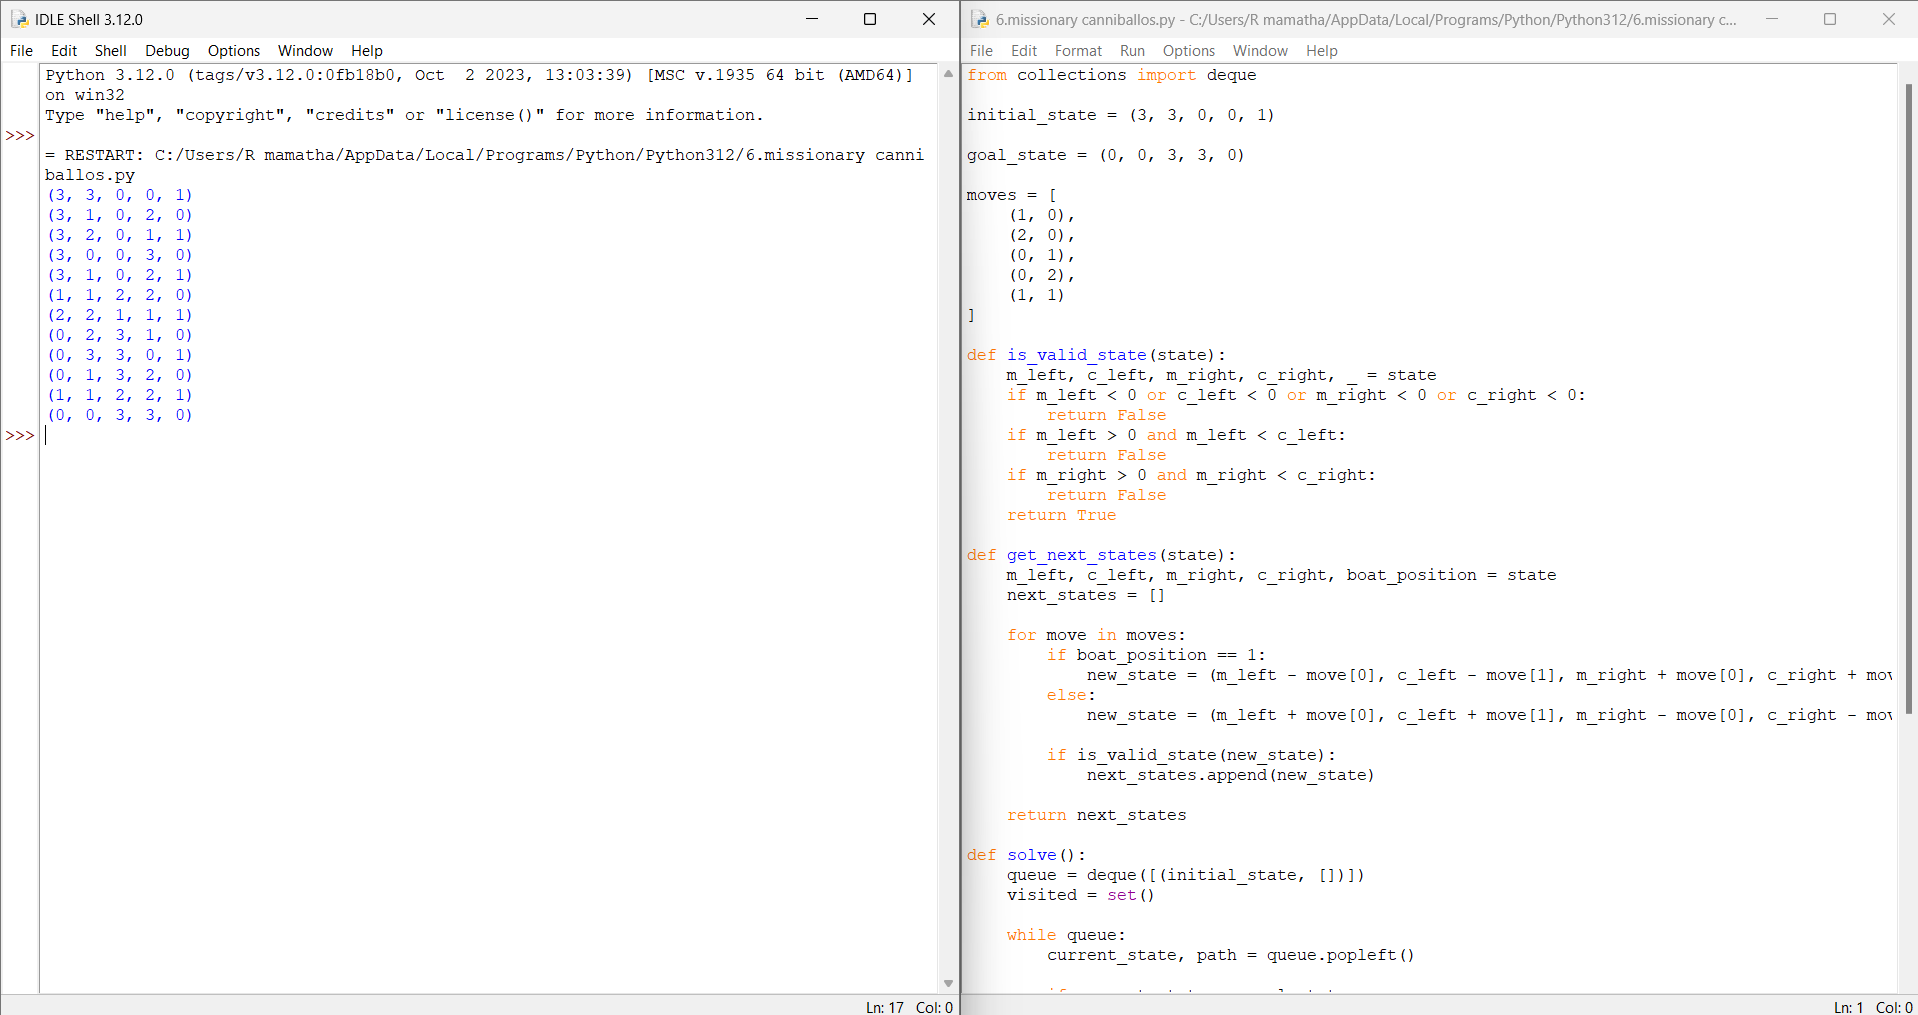 IDLE Shell 3.12.0
File Edit Shell Debug Options Window Help
Python 3.12.0 (tags/v3.12.0:0fb18b0, Oct  2 2023, 13:03:39) [MSC v.1935 64 bit (AMD64)]
on win32
Type "help", "copyright", "credits" or "license()" for more information.
>>>
= RESTART: C:/Users/R mamatha/AppData/Local/Programs/Python/Python312/6.missionary canni
ballos.py
(3, 3, 0, 0, 1)
(3, 1, 0, 2, 0)
(3, 2, 0, 1, 1)
(3, 0, 0, 3, 0)
(3, 1, 0, 2, 1)
(1, 1, 2, 2, 0)
(2, 2, 1, 1, 1)
(0, 2, 3, 1, 0)
(0, 3, 3, 0, 1)
(0, 1, 3, 2, 0)
(1, 1, 2, 2, 1)
(0, 0, 3, 3, 0)
>>>
Ln: 17 Col: 0
6.missionary canniballos.py - C:/Users/R mamatha/AppData/Local/Programs/Python/Python312/6.missionary c...
File Edit Format Run Options Window Help
from collections import deque
initial_state = (3, 3, 0, 0, 1)
goal_state = (0, 0, 3, 3, 0)
moves = [
    (1, 0),
    (2, 0),
    (0, 1),
    (0, 2),
    (1, 1)
]
def is_valid_state(state):
    m_left, c_left, m_right, c_right, _ = state
    if m_left < 0 or c_left < 0 or m_right < 0 or c_right < 0:
        return False
    if m_left > 0 and m_left < c_left:
        return False
    if m_right > 0 and m_right < c_right:
        return False
    return True
def get_next_states(state):
    m_left, c_left, m_right, c_right, boat_position = state
    next_states = []
    for move in moves:
        if boat_position == 1:
            new_state = (m_left - move[0], c_left - move[1], m_right + move[0], c_right + mov
        else:
            new_state = (m_left + move[0], c_left + move[1], m_right - move[0], c_right - mov
        if is_valid_state(new_state):
            next_states.append(new_state)
    return next_states
def solve():
    queue = deque([(initial_state, [])])
    visited = set()
    while queue:
        current_state, path = queue.popleft()
Ln: 1 Col: 0